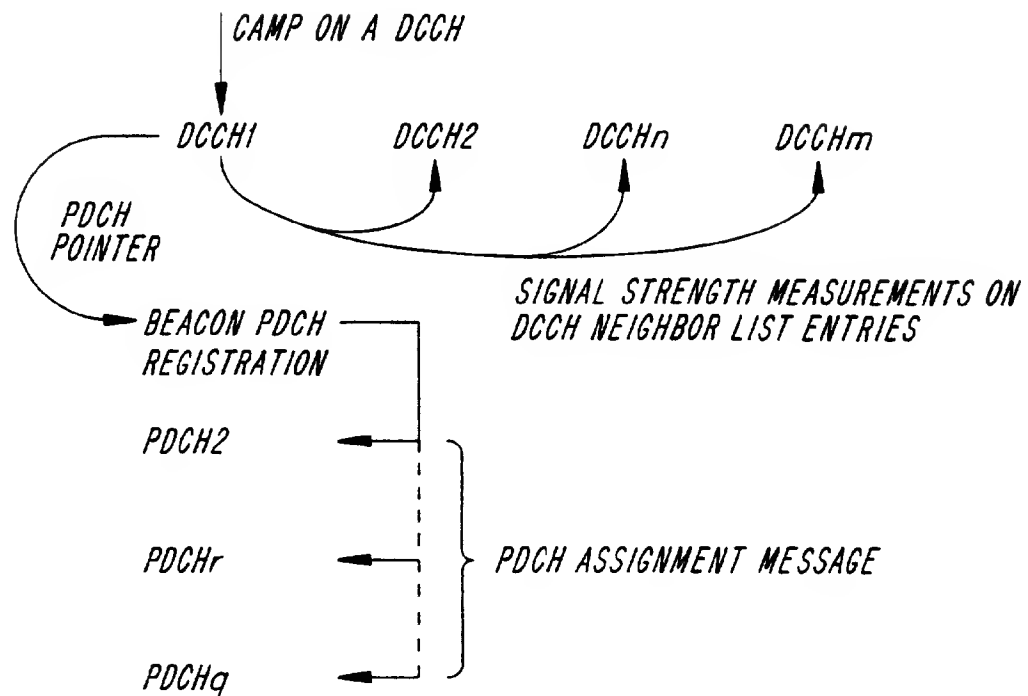 CAMP ON A DCCH
DCCH1
DCCH2
DCCHn
DCCHm
PDCH
POINTER
SIGNAL STRENGTH MEASUREMENTS ON
DCCH NEIGHBOR LIST ENTRIES
BEACON PDCH
REGISTRATION
PDCH2
PDCHr
PDCH ASSIGNMENT MESSAGE
PDCHq